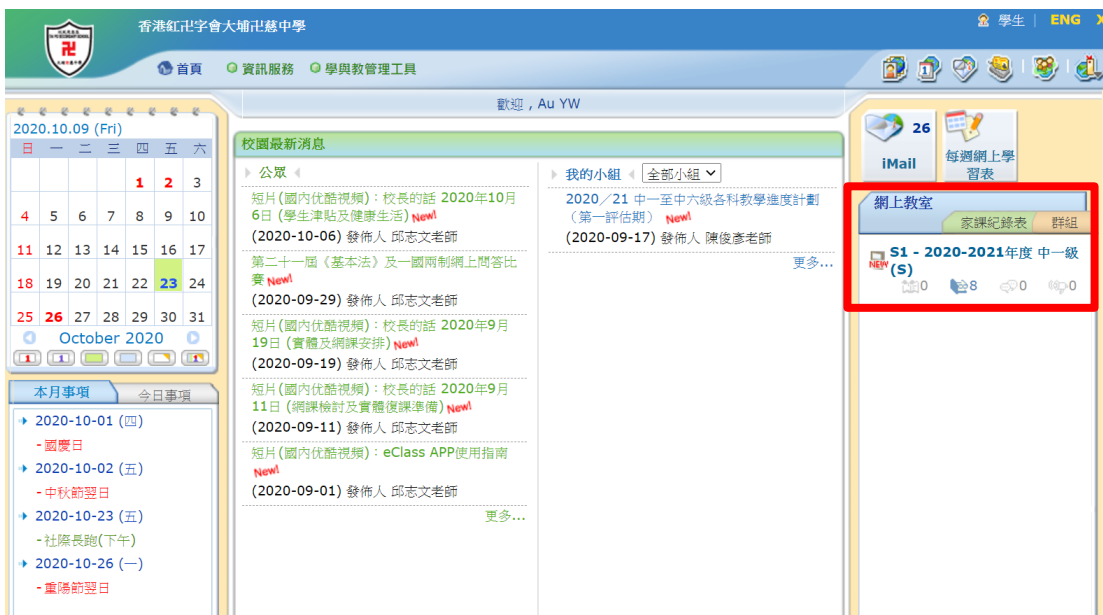 香港紅卍字會大埔卍慈中學
學生 | ENG
首頁 資訊服務 學與教管理工具
歡迎 , Au YW
2020.10.09 (Fri)
日 一 二 三 四 五 六
1 2 3
4 5 6 7 8 9 10
11 12 13 14 15 16 17
18 19 20 21 22 23 24
25 26 27 28 29 30 31
October 2020
1 1 1
本月事項 今日事項
2020-10-01 (四)
-國慶日
2020-10-02 (五)
-中秋節翌日
2020-10-23 (五)
-社際長跑(下午)
2020-10-26 (一)
-重陽節翌日
校園最新消息
公眾
短片(國內优酷視頻)：校長的話 2020年10月
6日 (學生津貼及健康生活) New!
(2020-10-06) 發佈人 邱志文老師
第二十一屆《基本法》及一國兩制網上問答比
賽 New!
(2020-09-29) 發佈人 邱志文老師
短片(國內优酷視頻)：校長的話 2020年9月
19日 (實體及網課安排) New!
(2020-09-19) 發佈人 邱志文老師
短片(國內优酷視頻)：校長的話 2020年9月
11日 (網課檢討及實體復課準備) New!
(2020-09-11) 發佈人 邱志文老師
短片(國內优酷視頻)：eClass APP使用指南
New!
(2020-09-01) 發佈人 邱志文老師
更多...
我的小組 全部小組
2020／21 中一至中六級各科教學進度計劃
（第一評估期） New!
(2020-09-17) 發佈人 陳俊彥老師
更多...
26
iMail
每週網上學
習表
網上教室
家課紀錄表 群組
NEW S1 - 2020-2021年度 中一級
(S)
0 8 0 0